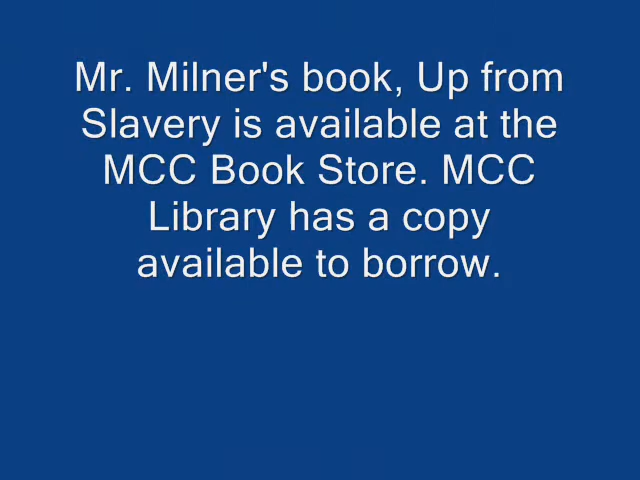 Mr. Milner's book, Up from
Slavery is available at the
MCC Book Store. MCC
Library has a copy
available to borrow.